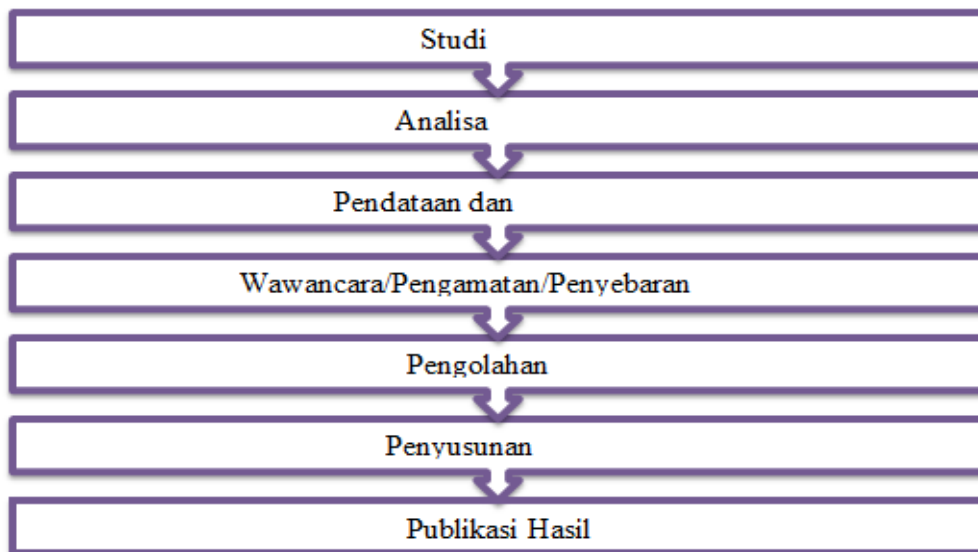 Studi
Analisa
Pendataan dan
Wawancara/Pengamatan/Penyebaran
Pengolahan
Penyusunan
Publikasi Hasil